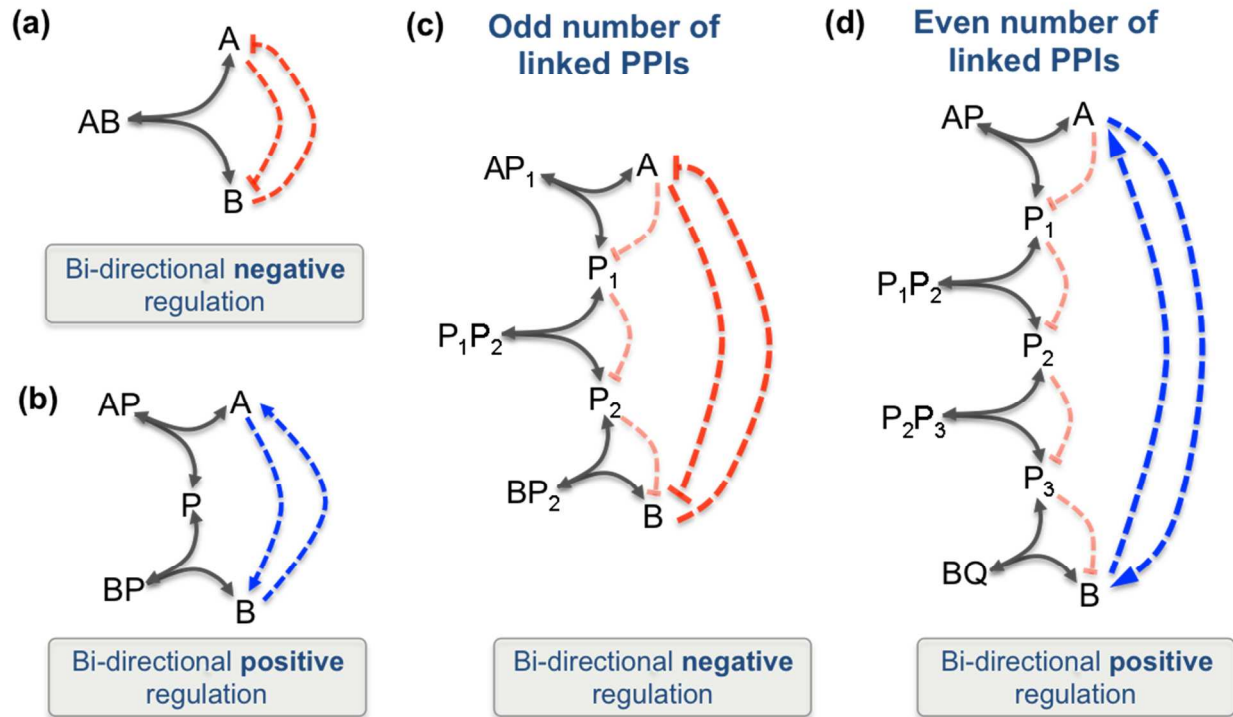 (a)
A
AB
B
Bi-directional negative
regulation
(b)
AP
A
P
BP
B
Bi-directional positive
regulation
(c)
Odd number of
linked PPIs
AP₁
A
P₁
P₁P₂
P₂
BP₂
B
Bi-directional negative
regulation
(d)
Even number of
linked PPIs
AP
A
P₁
P₁P₂
P₂
P₂P₃
P₃
BQ
B
Bi-directional positive
regulation